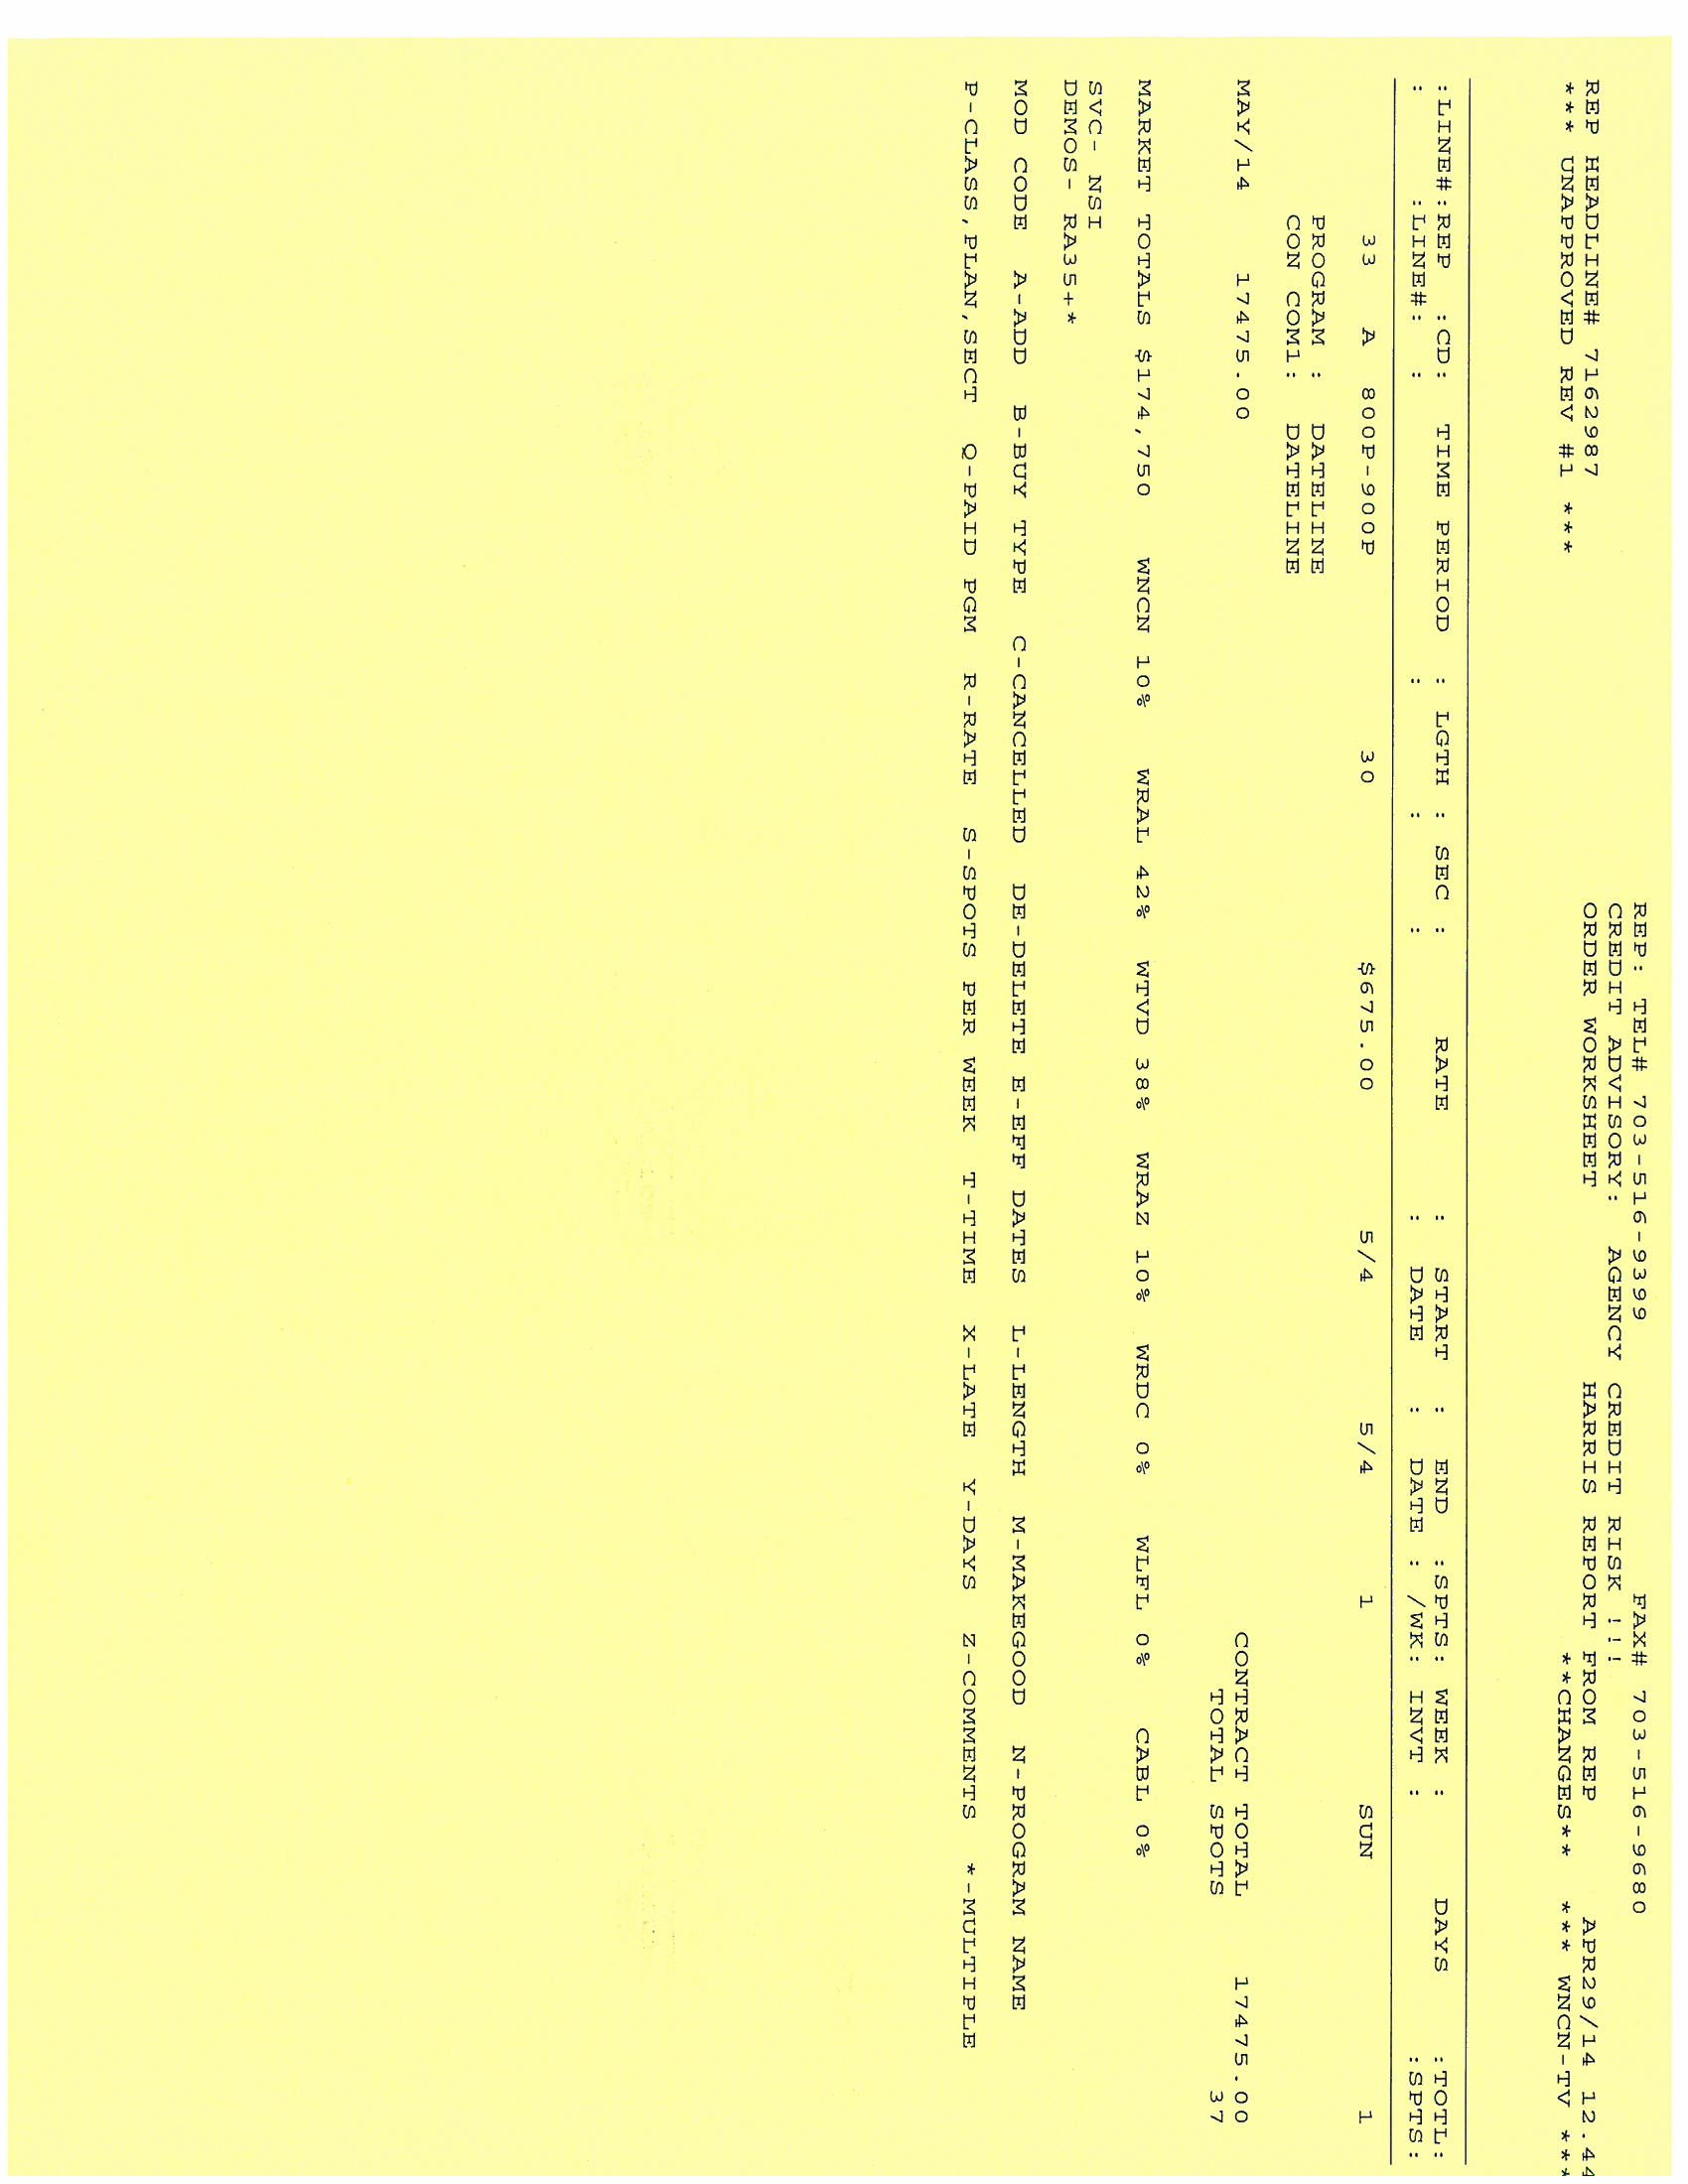 REP: TEL# 703-516-9399 FAX# 703-516-9680
CREDIT ADVISORY: AGENCY CREDIT RISK !!!
ORDER WORKSHEET HARRIS REPORT FROM REP APR29/14 12.44
REP HEADLINE# 7162987
*** UNAPPROVED REV #1 *** **CHANGES** *** WNCN-TV ***
:LINE#:REP :CD: TIME PERIOD : LGTH : SEC : RATE : START : END :SPTS: WEEK : DAYS :TOTL:
: :LINE#: : : : : : DATE : DATE : /WK: INVT : :SPTS:
33 A 800P-900P 30 $675.00 5/4 5/4 1 SUN 1
PROGRAM : DATELINE
CON COM1: DATELINE
MAY/14 17475.00 CONTRACT TOTAL 17475.00
TOTAL SPOTS 37
MARKET TOTALS $174,750 WNCN 10% WRAL 42% WTVD 38% WRAZ 10% WRDC 0% WLFL 0% CABL 0%
SVC- NSI
DEMOS- RA35+*
MOD CODE A-ADD B-BUY TYPE C-CANCELLED DE-DELETE E-EFF DATES L-LENGTH M-MAKEGOOD N-PROGRAM NAME
P-CLASS,PLAN,SECT Q-PAID PGM R-RATE S-SPOTS PER WEEK T-TIME X-LATE Y-DAYS Z-COMMENTS *-MULTIPLE